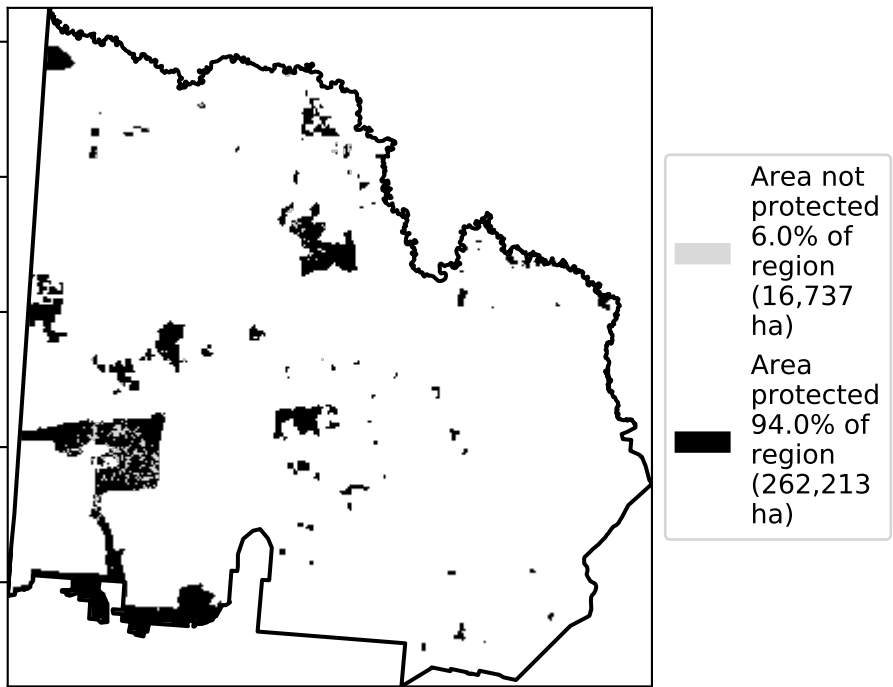 Area not
protected
6.0% of
region
(16,737
ha)
Area
protected
94.0% of
region
(262,213
ha)